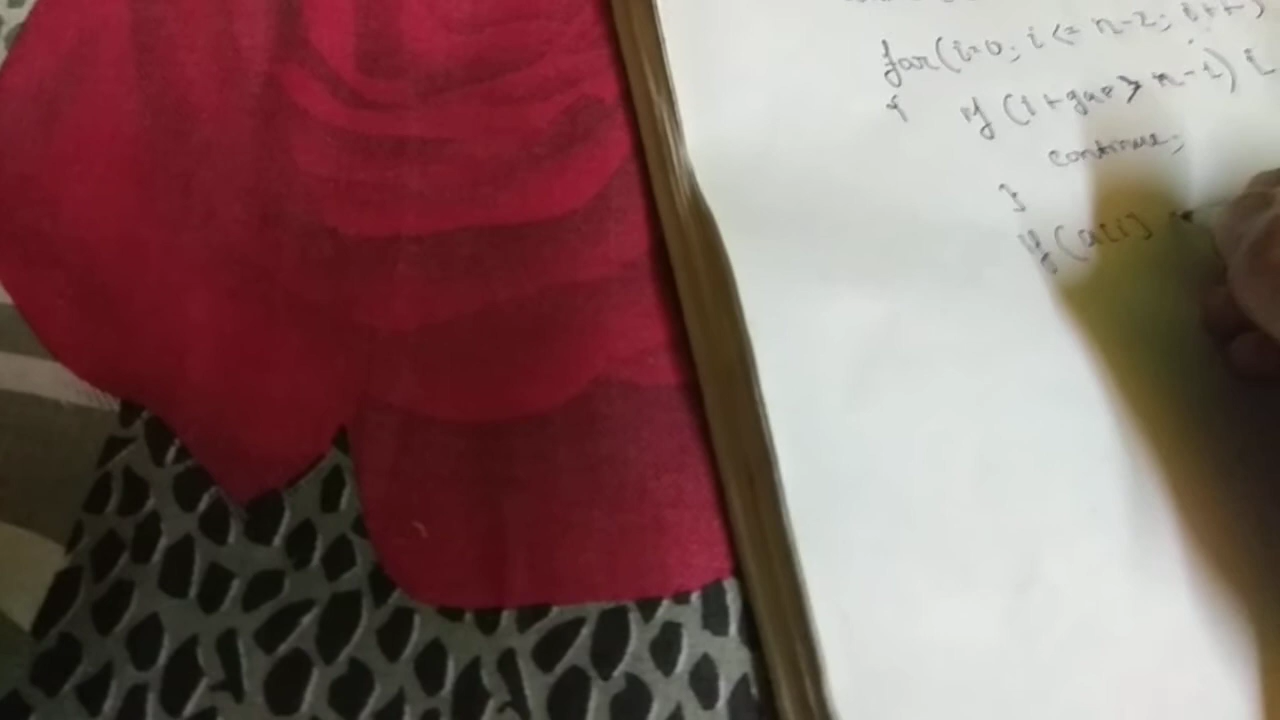 for(i=0; i<= n-2; i++)
{ if (i+gap > n-1) {
continue;
}
if (a[i]